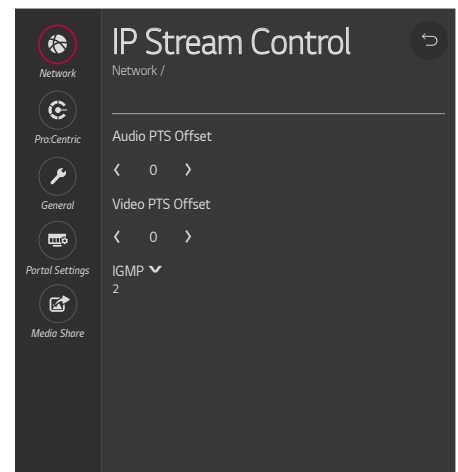 IP Stream Control
Network /
Network
Pro:Centric
General
Portal Settings
Media Share
Audio PTS Offset
0
Video PTS Offset
0
IGMP
2